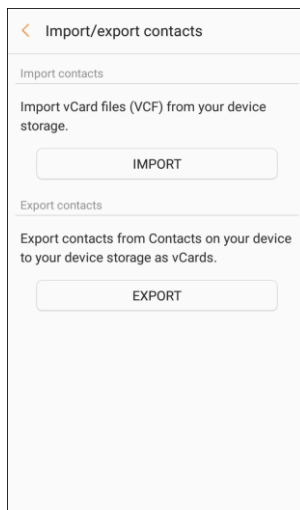 Import/export contacts
Import contacts
Import vCard files (VCF) from your device
storage.
IMPORT
Export contacts
Export contacts from Contacts on your device
to your device storage as vCards.
EXPORT